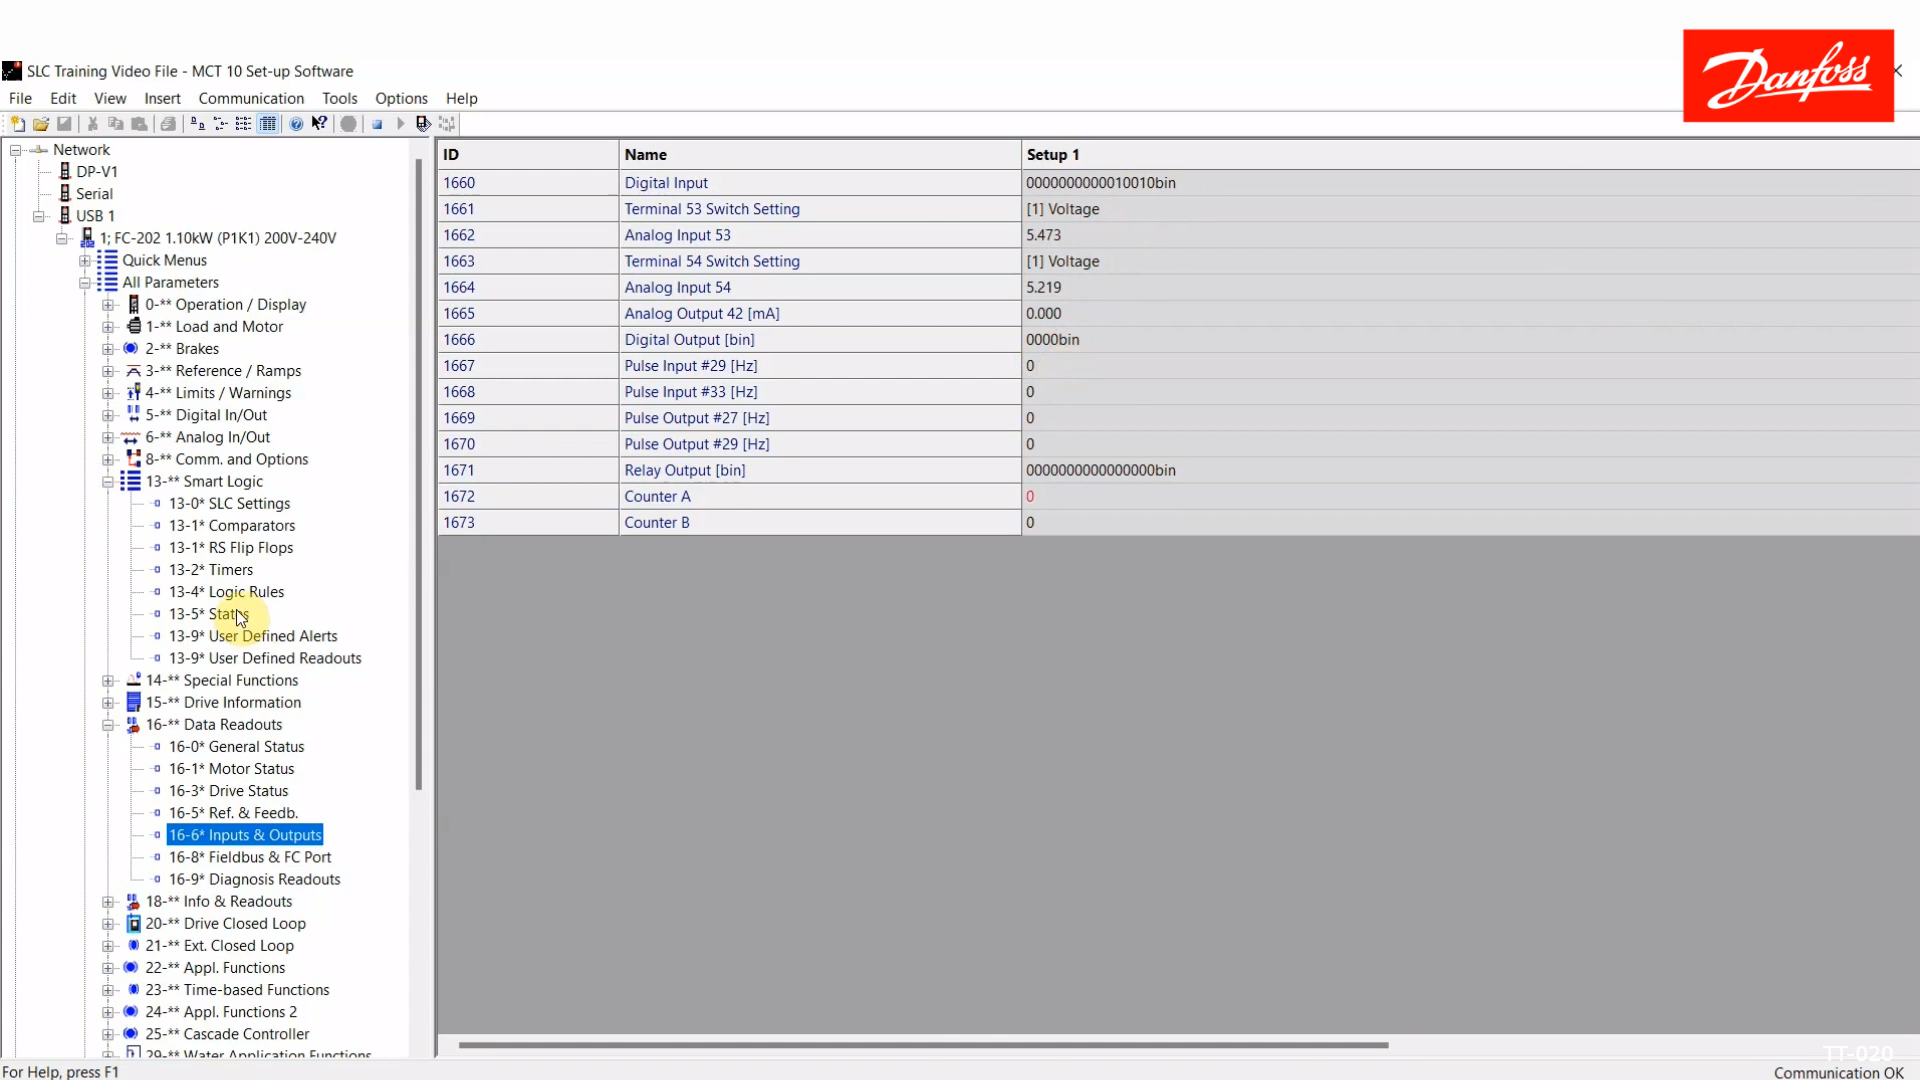 Danfoss
SLC Training Video File - MCT 10 Set-up Software
File Edit View Insert Communication Tools Options Help
Network
DP-V1
Serial
USB 1
1; FC-202 1.10kW (P1K1) 200V-240V
Quick Menus
All Parameters
0-** Operation / Display
1-** Load and Motor
2-** Brakes
3-** Reference / Ramps
4-** Limits / Warnings
5-** Digital In/Out
6-** Analog In/Out
8-** Comm. and Options
13-** Smart Logic
13-0* SLC Settings
13-1* Comparators
13-1* RS Flip Flops
13-2* Timers
13-4* Logic Rules
13-5* States
13-9* User Defined Alerts
13-9* User Defined Readouts
14-** Special Functions
15-** Drive Information
16-** Data Readouts
16-0* General Status
16-1* Motor Status
16-3* Drive Status
16-5* Ref. & Feedb.
16-6* Inputs & Outputs
16-8* Fieldbus & FC Port
16-9* Diagnosis Readouts
18-** Info & Readouts
20-** Drive Closed Loop
21-** Ext. Closed Loop
22-** Appl. Functions
23-** Time-based Functions
24-** Appl. Functions 2
25-** Cascade Controller
29-** Water Application Functions
ID Name Setup 1
1660 Digital Input 0000000000010010bin
1661 Terminal 53 Switch Setting [1] Voltage
1662 Analog Input 53 5.473
1663 Terminal 54 Switch Setting [1] Voltage
1664 Analog Input 54 5.219
1665 Analog Output 42 [mA] 0.000
1666 Digital Output [bin] 0000bin
1667 Pulse Input #29 [Hz] 0
1668 Pulse Input #33 [Hz] 0
1669 Pulse Output #27 [Hz] 0
1670 Pulse Output #29 [Hz] 0
1671 Relay Output [bin] 0000000000000000bin
1672 Counter A 0
1673 Counter B 0
TT-020
For Help, press F1
Communication OK